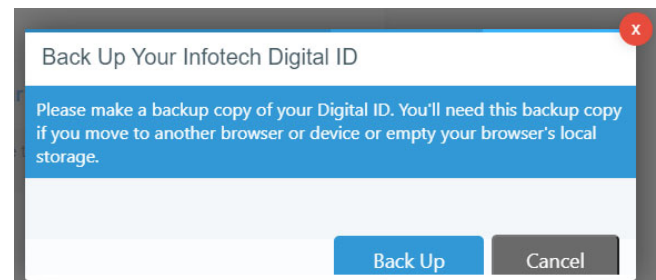 x
Back Up Your Infotech Digital ID
Please make a backup copy of your Digital ID. You'll need this backup copy
if you move to another browser or device or empty your browser's local
storage.
Back Up Cancel